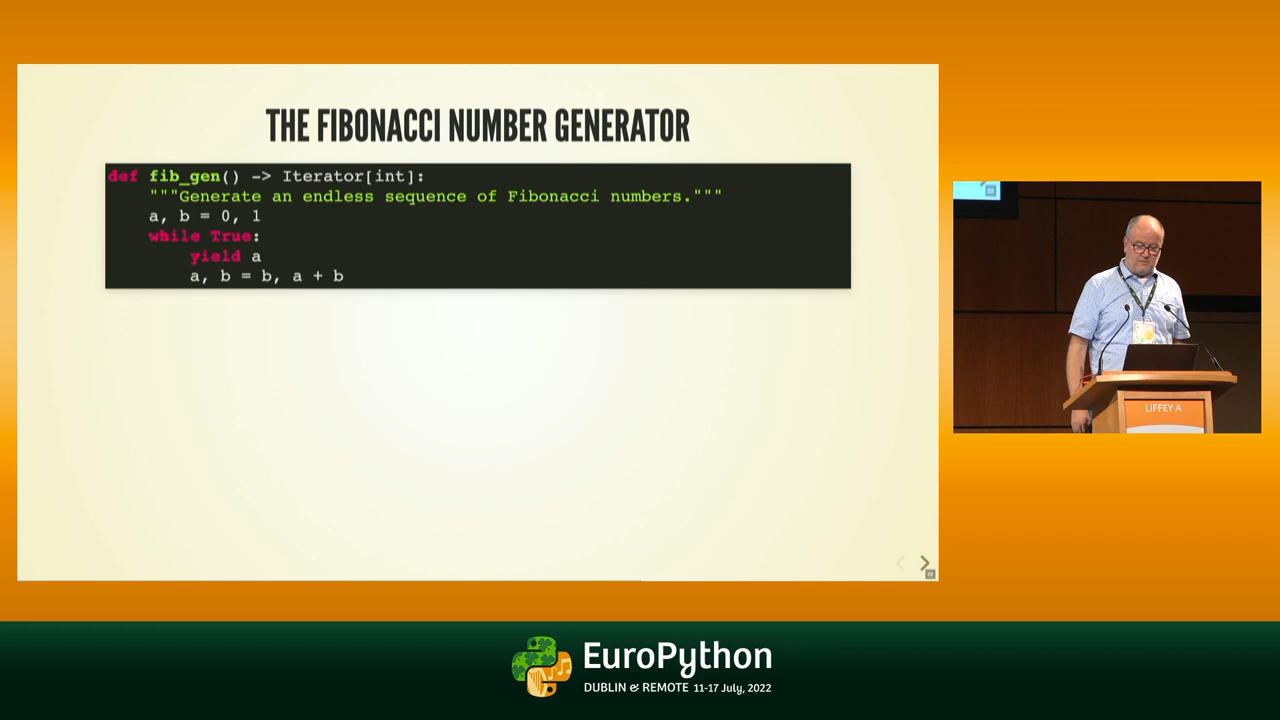 THE FIBONACCI NUMBER GENERATOR
def fib_gen() -> Iterator[int]:
    """Generate an endless sequence of Fibonacci numbers."""
    a, b = 0, 1
    while True:
        yield a
        a, b = b, a + b
LIFFEY A
EuroPython
DUBLIN & REMOTE 11-17 July, 2022